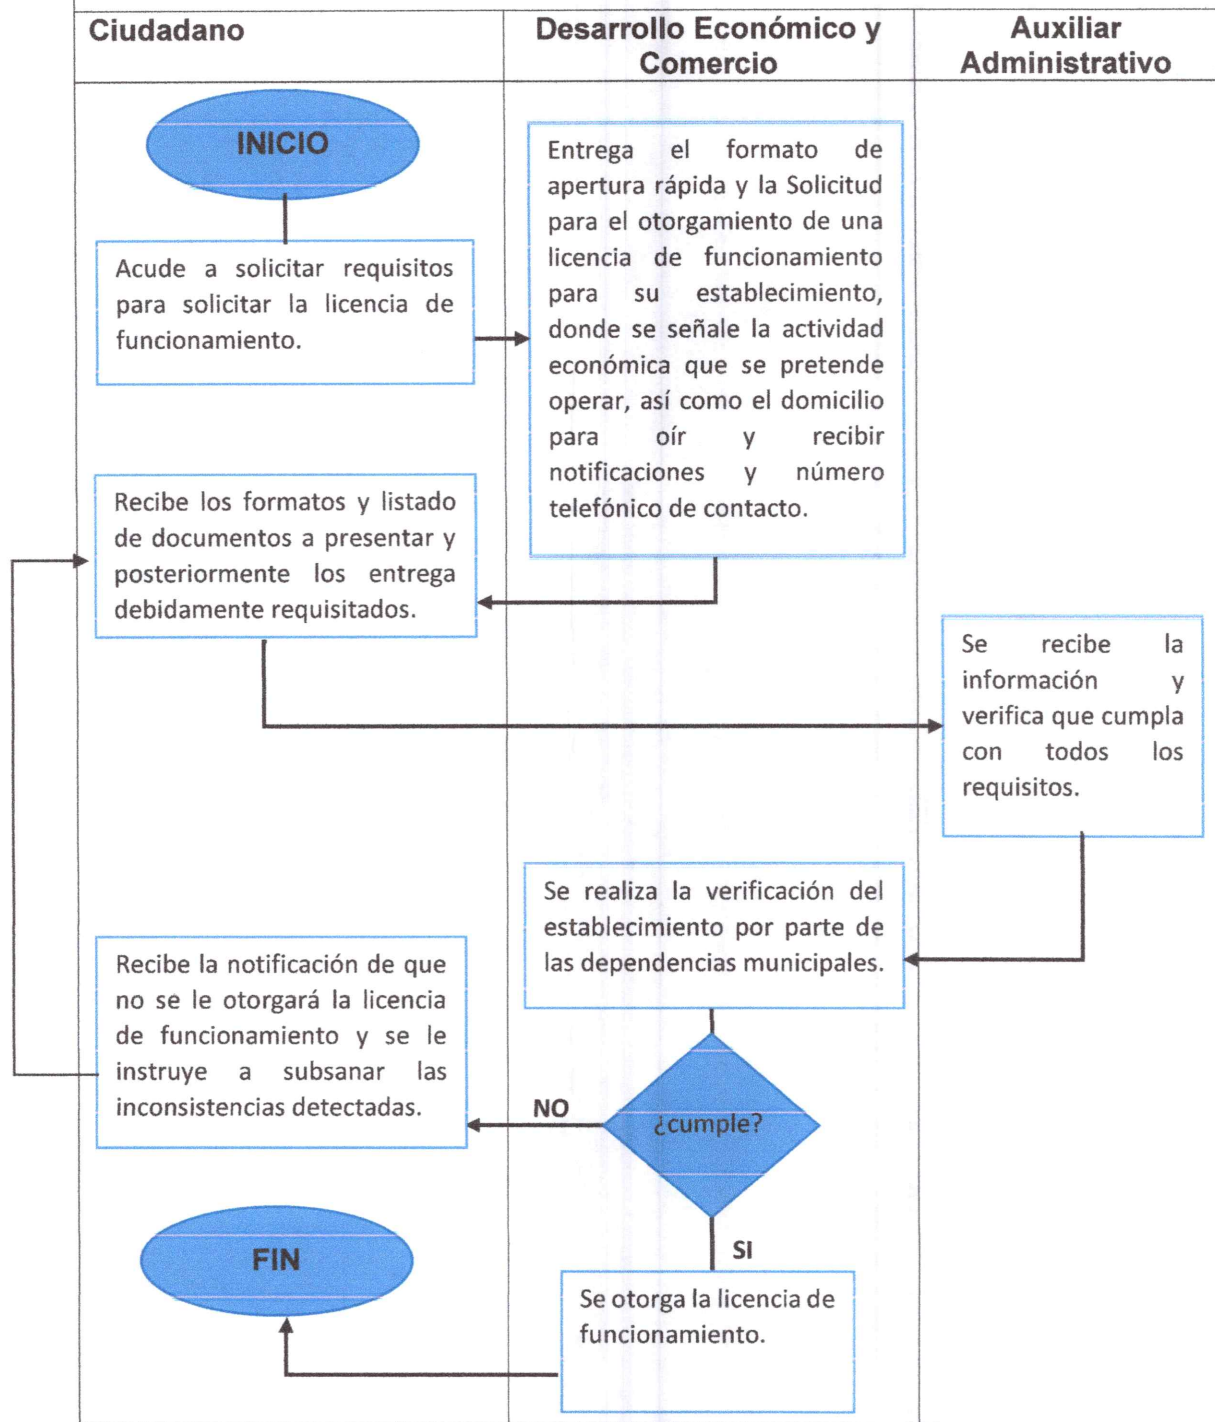 Ciudadano
Desarrollo Económico y
Comercio
Auxiliar
Administrativo
INICIO
Acude a solicitar requisitos
para solicitar la licencia de
funcionamiento.
Entrega el formato de
apertura rápida y la Solicitud
para el otorgamiento de una
licencia de funcionamiento
para su establecimiento,
donde se señale la actividad
económica que se pretende
operar, así como el domicilio
para oír y recibir
notificaciones y número
telefónico de contacto.
Recibe los formatos y listado
de documentos a presentar y
posteriormente los entrega
debidamente requisitados.
Se recibe la
información y
verifica que cumpla
con todos los
requisitos.
Se realiza la verificación del
establecimiento por parte de
las dependencias municipales.
Recibe la notificación de que
no se le otorgará la licencia
de funcionamiento y se le
instruye a subsanar las
inconsistencias detectadas.
NO
¿cumple?
SI
FIN
Se otorga la licencia de
funcionamiento.